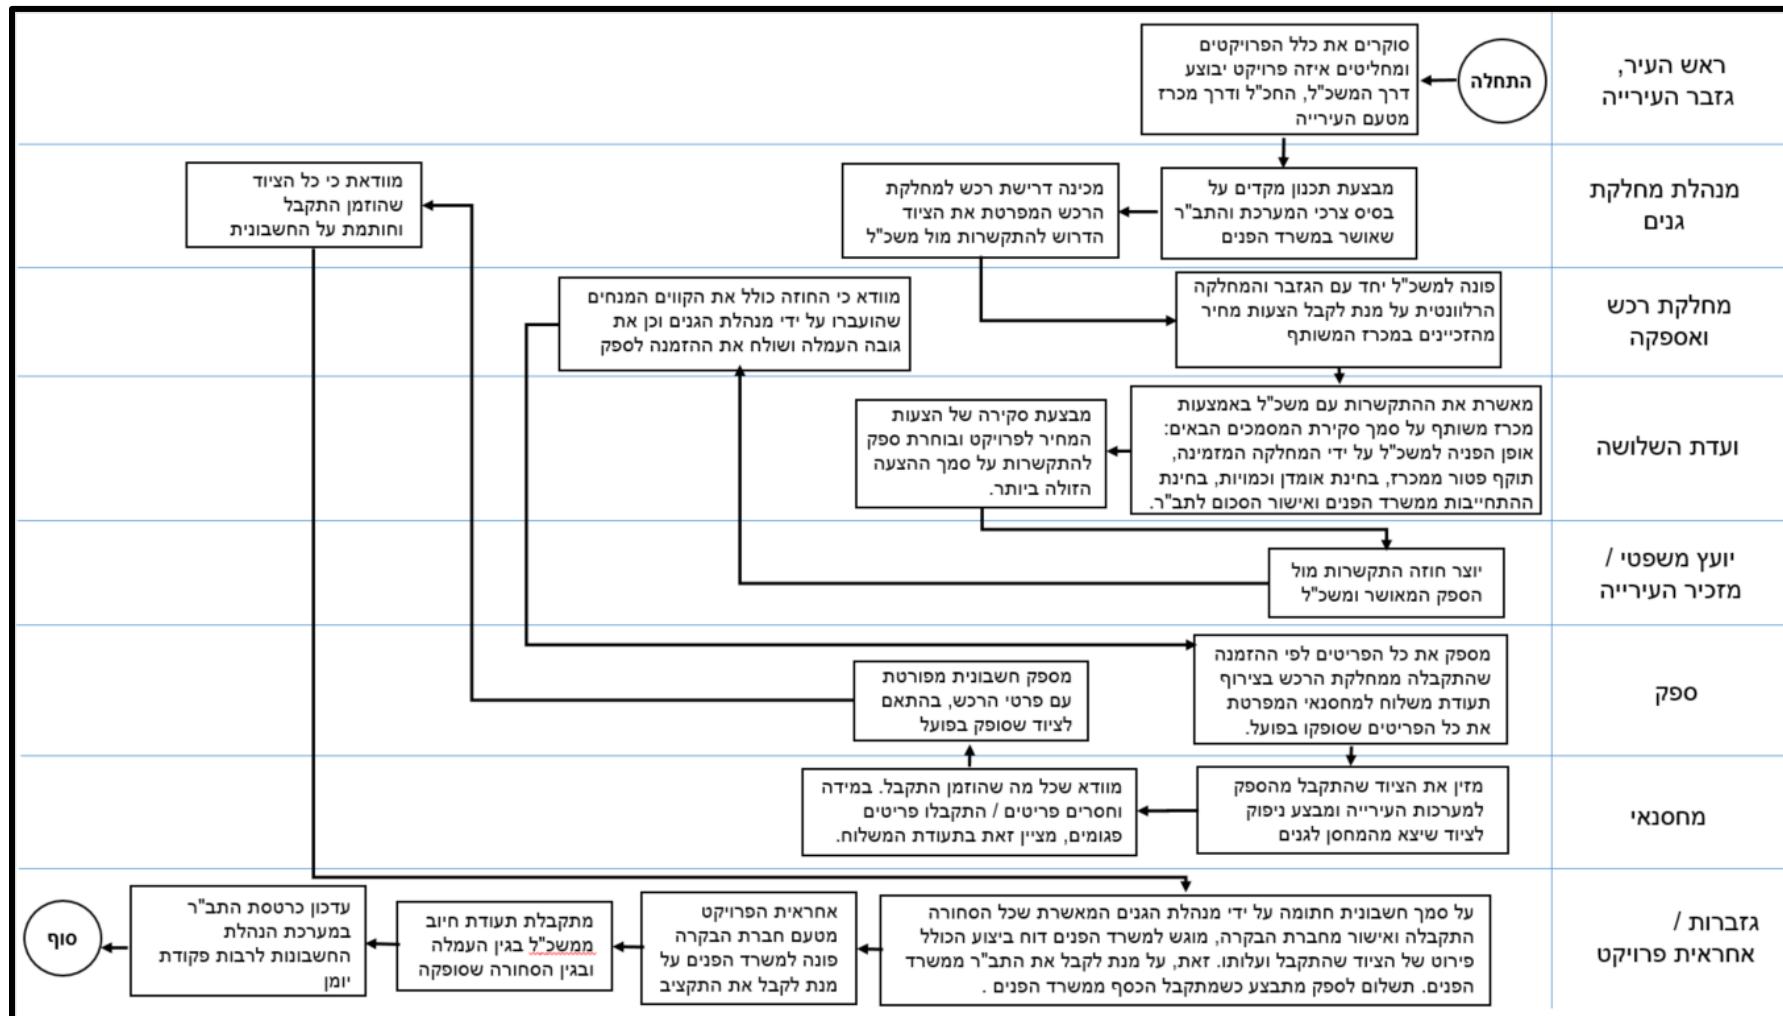 ראש העיר,
גזבר העירייה
התחלה
סוקרים את כלל הפרויקטים
ומחליטים איזה פרויקט יבוצע
דרך המשכ"ל, החכ"ל ודרך מכרז
מטעם העירייה
מנהלת מחלקת
גנים
מבצעת תכנון מקדים על
בסיס צרכי המערכת והתב"ר
שאושר במשרד הפנים
מכינה דרישת רכש למחלקת
הרכש המפרטת את הציוד
הדרוש להתקשרות מול משכ"ל
מוודאת כי כל הציוד
שהוזמן התקבל
וחותמת על החשבונית
מחלקת רכש
ואספקה
פונה למשכ"ל יחד עם הגזבר והמחלקה
הרלוונטית על מנת לקבל הצעות מחיר
מהזכיינים במכרז המשותף
מוודא כי החוזה כולל את הקווים המנחים
שהועברו על ידי מנהלת הגנים וכן את
גובה העמלה ושולח את ההזמנה לספק
ועדת השלושה
מאשרת את ההתקשרות עם משכ"ל באמצעות
מכרז משותף על סמך סקירת המסמכים הבאים:
אופן הפניה למשכ"ל על ידי המחלקה המזמינה,
תוקף פטור ממכרז, בחינת אומדן וכמויות, בחינת
ההתחייבות ממשרד הפנים ואישור הסכום לתב"ר.
מבצעת סקירה של הצעות
המחיר לפרויקט ובוחרת ספק
להתקשרות על סמך ההצעה
הזולה ביותר.
יועץ משפטי /
מזכיר העירייה
יוצר חוזה התקשרות מול
הספק המאושר ומשכ"ל
ספק
מספק את כל הפריטים לפי ההזמנה
שהתקבלה ממחלקת הרכש בצירוף
תעודת משלוח למחסנאי המפרטת
את כל הפריטים שסופקו בפועל.
מספק חשבונית מפורטת
עם פרטי הרכש, בהתאם
לציוד שסופק בפועל
מחסנאי
מזין את הציוד שהתקבל מהספק
למערכות העירייה ומבצע ניפוק
לציוד שיצא מהמחסן לגנים
מוודא שכל מה שהוזמן התקבל. במידה
וחסרים פריטים / התקבלו פריטים
פגומים, מציין זאת בתעודת המשלוח.
גזברות /
אחראית פרויקט
על סמך חשבונית חתומה על ידי מנהלת הגנים המאשרת שכל הסחורה
התקבלה ואישור מחברת הבקרה, מוגש למשרד הפנים דוח ביצוע הכולל
פירוט של הציוד שהתקבל ועלותו. זאת, על מנת לקבל את התב"ר ממשרד
הפנים. תשלום לספק מתבצע כשמתקבל הכסף ממשרד הפנים .
אחראית הפרויקט
מטעם חברת הבקרה
פונה למשרד הפנים על
מנת לקבל את התקציב
מתקבלת תעודת חיוב
ממשכ"ל בגין העמלה
ובגין הסחורה שסופקה
עדכון כרטסת התב"ר
במערכת הנהלת
החשבונות לרבות פקודת
יומן
סוף